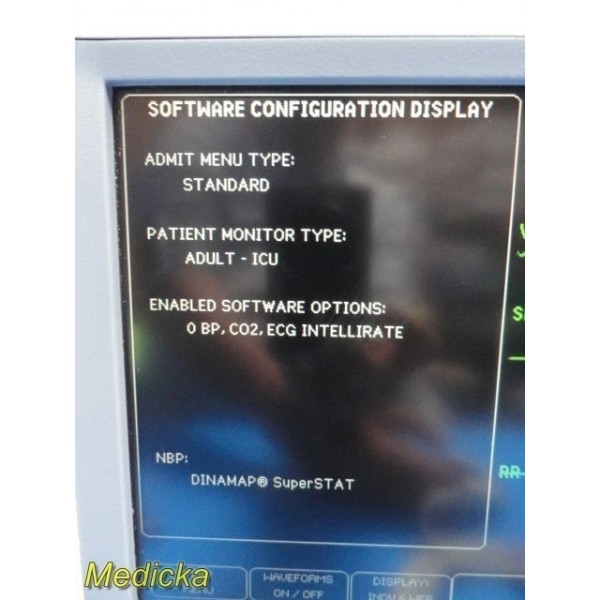 SOFTWARE CONFIGURATION DISPLAY
ADMIT MENU TYPE:
STANDARD
PATIENT MONITOR TYPE:
ADULT - ICU
ENABLED SOFTWARE OPTIONS:
0 BP, CO2, ECG INTELLIRATE
NBP:
DINAMAP® SuperSTAT
RR
Medicka
WAVEFORMS
ON / OFF
DISPLAY: